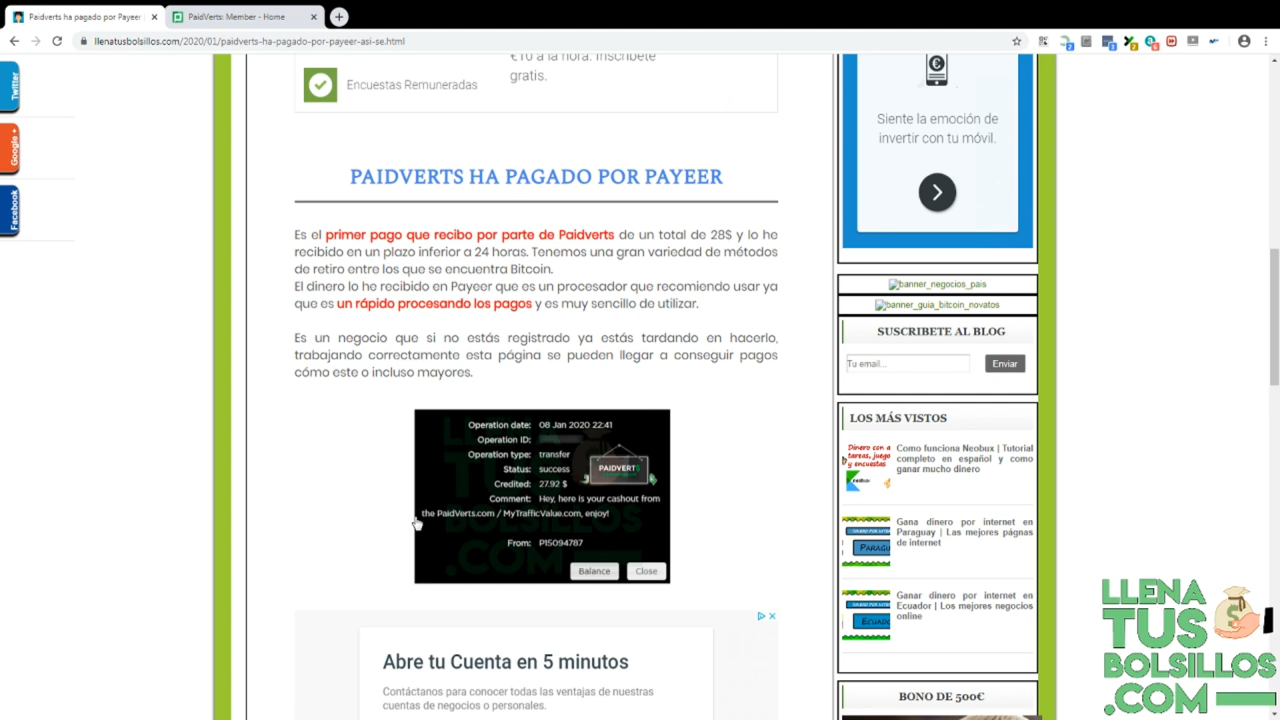 Paidverts ha pagado por Payeer
PaidVerts: Member - Home
llenatusbolsillos.com/2020/01/paidverts-ha-pagado-por-payeer-asi-se.html
Twitter
Google +
Facebook
€10 a la hora. Inscríbete
gratis.
Encuestas Remuneradas
PAIDVERTS HA PAGADO POR PAYEER
Es el primer pago que recibo por parte de Paidverts de un total de 28$ y lo he
recibido en un plazo inferior a 24 horas. Tenemos una gran variedad de métodos
de retiro entre los que se encuentra Bitcoin.
El dinero lo he recibido en Payeer que es un procesador que recomiendo usar ya
que es un rápido procesando los pagos y es muy sencillo de utilizar.
Es un negocio que si no estás registrado ya estás tardando en hacerlo,
trabajando correctamente esta página se pueden llegar a conseguir pagos
cómo este o incluso mayores.
Operation date: 08 Jan 2020 22:41
Operation ID:
Operation type: transfer
Status: success
Credited: 27.92 $
Comment: Hey, here is your cashout from
the PaidVerts.com / MyTrafficValue.com, enjoy!
From: P15094787
Balance
Close
PAIDVERTS
Abre tu Cuenta en 5 minutos
Contáctanos para conocer todas las ventajas de nuestras
cuentas de negocios o personales.
Siente la emoción de
invertir con tu móvil.
banner_negocios_pais
banner_guia_bitcoin_novatos
SUSCRIBETE AL BLOG
Tu email...
Enviar
LOS MÁS VISTOS
Dinero con
tareas, juego
y encuestas
neobux
Como funciona Neobux | Tutorial
completo en español y como
ganar mucho dinero
PARAGU
Gana dinero por internet en
Paraguay | Las mejores págnas
de internet
ECUAD
Ganar dinero por internet en
Ecuador | Los mejores negocios
online
BONO DE 500€
LLENA
TUS
BOLSILLOS
.COM